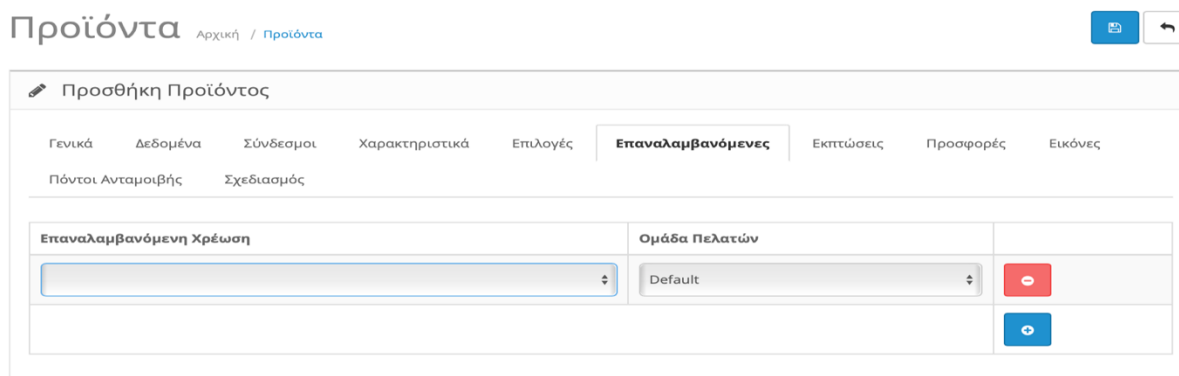 Προϊόντα Αρχική / Προϊόντα
Προσθήκη Προϊόντος
Γενικά Δεδομένα Σύνδεσμοι Χαρακτηριστικά Επιλογές Επαναλαμβανόμενες Εκπτώσεις Προσφορές Εικόνες
Πόντοι Ανταμοιβής Σχεδιασμός
Επαναλαμβανόμενη Χρέωση Ομάδα Πελατών
Default